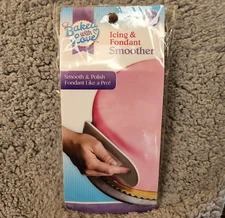 Baked
with
Love
Icing &
Fondant
Smoother
Smooth & Polish
Fondant Like a Pro!